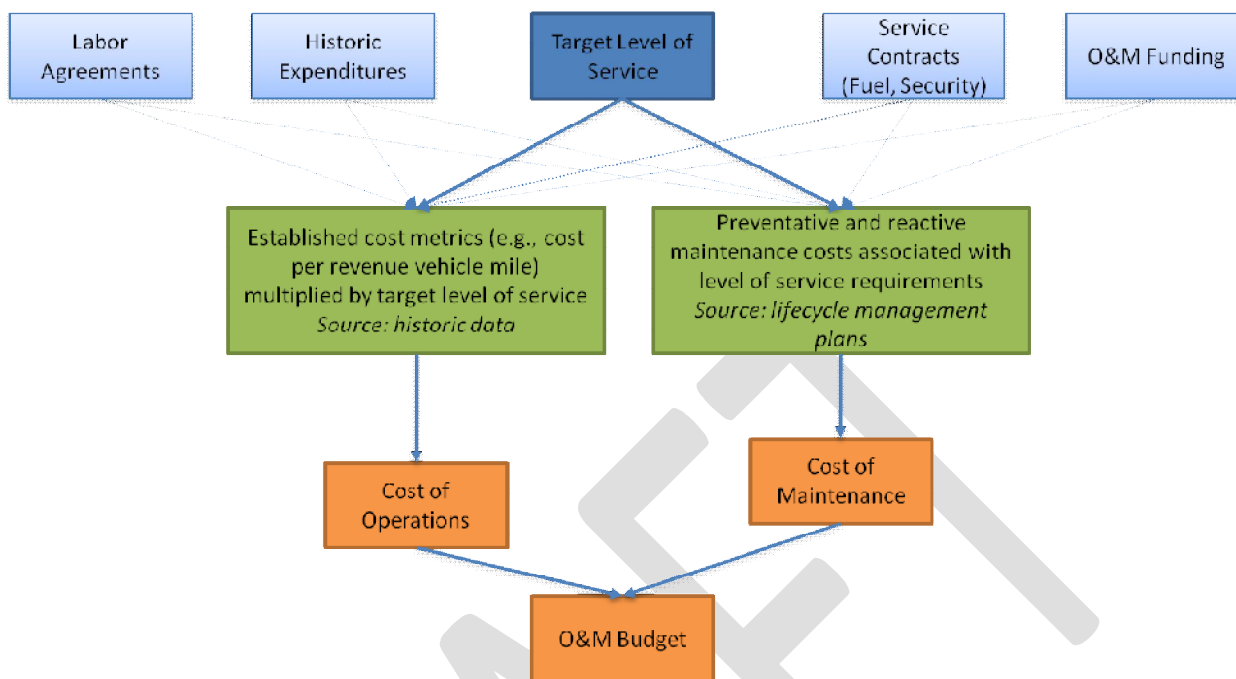 Labor
Agreements
Historic
Expenditures
Target Level of
Service
Service
Contracts
(Fuel, Security)
O&M Funding
Established cost metrics (e.g., cost
per revenue vehicle mile)
multiplied by target level of service
Source: historic data
Preventative and reactive
maintenance costs associated with
level of service requirements
Source: lifecycle management
plans
Cost of
Operations
Cost of
Maintenance
O&M Budget